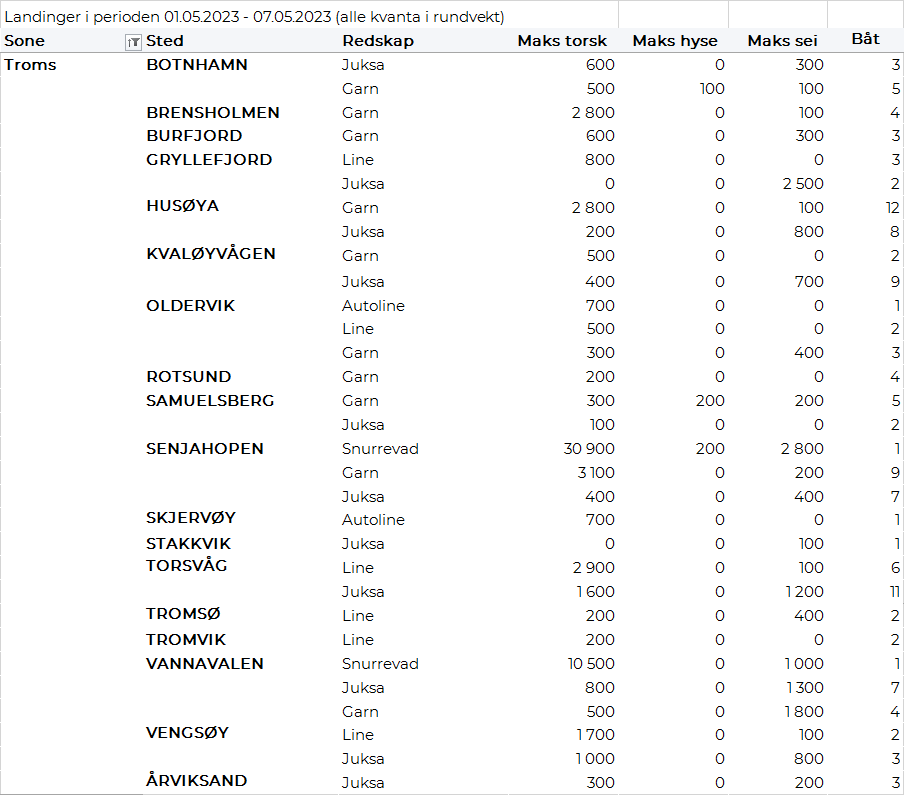 Landinger i perioden 01.05.2023 - 07.05.2023 (alle kvanta i rundvekt)
Sone Sted Redskap Maks torsk Maks hyse Maks sei Båt
Troms BOTNHAMN Juksa 600 0 300 3
Garn 500 100 100 5
BRENSHOLMEN Garn 2 800 0 100 4
BURFJORD Garn 600 0 300 3
GRYLLEFJORD Line 800 0 0 3
Juksa 0 0 2 500 2
HUSØYA Garn 2 800 0 100 12
Juksa 200 0 800 8
KVALØYVÅGEN Garn 500 0 0 2
Juksa 400 0 700 9
OLDERVIK Autoline 700 0 0 1
Line 500 0 0 2
Garn 300 0 400 3
ROTSUND Garn 200 0 0 4
SAMUELSBERG Garn 300 200 200 5
Juksa 100 0 0 2
SENJAHOPEN Snurrevad 30 900 200 2 800 1
Garn 3 100 0 200 9
Juksa 400 0 400 7
SKJERVØY Autoline 700 0 0 1
STAKKVIK Juksa 0 0 100 1
TORSVÅG Line 2 900 0 100 6
Juksa 1 600 0 1 200 11
TROMSØ Line 200 0 400 2
TROMVIK Line 200 0 0 2
VANNAVALEN Snurrevad 10 500 0 1 000 1
Juksa 800 0 1 300 7
Garn 500 0 1 800 4
VENGSØY Line 1 700 0 100 2
Juksa 1 000 0 800 3
ÅRVIKSAND Juksa 300 0 200 3